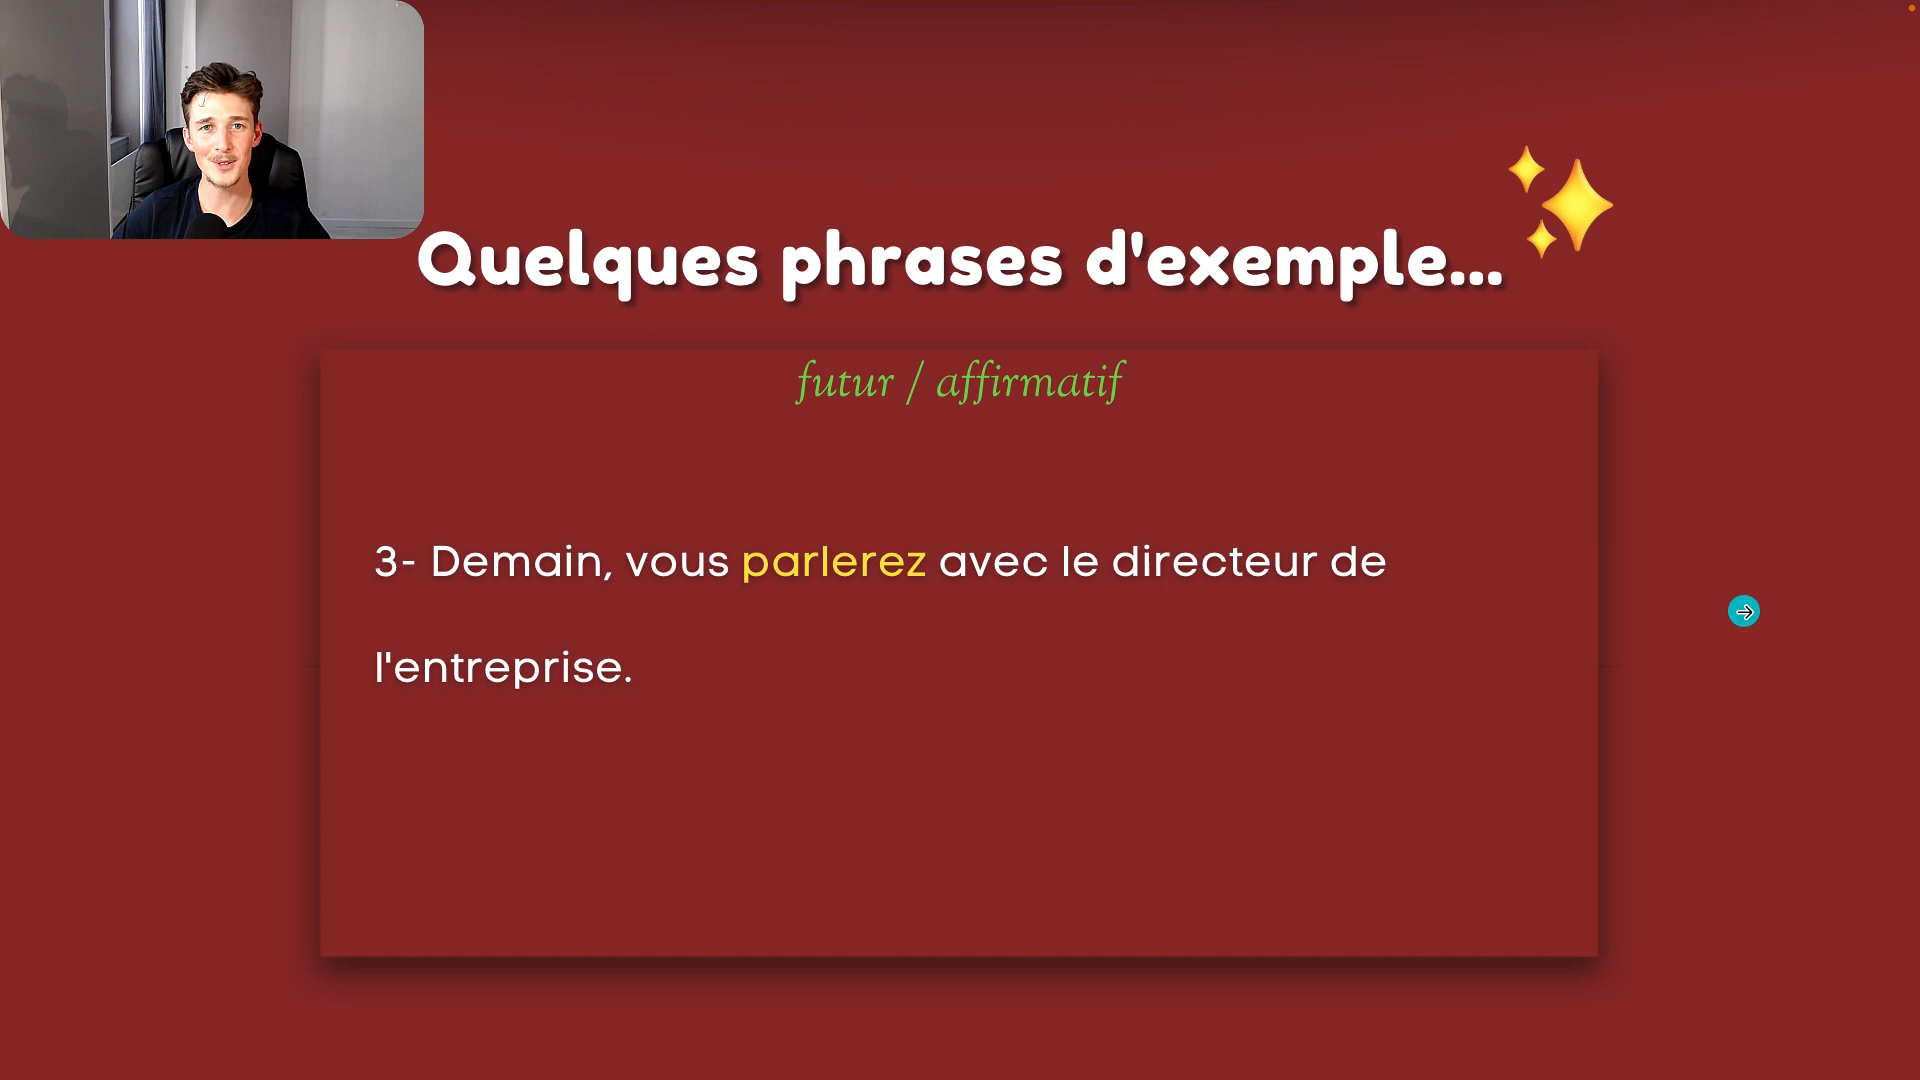 Quelques phrases d'exemple...
futur / affirmatif
3- Demain, vous parlerez avec le directeur de
l'entreprise.